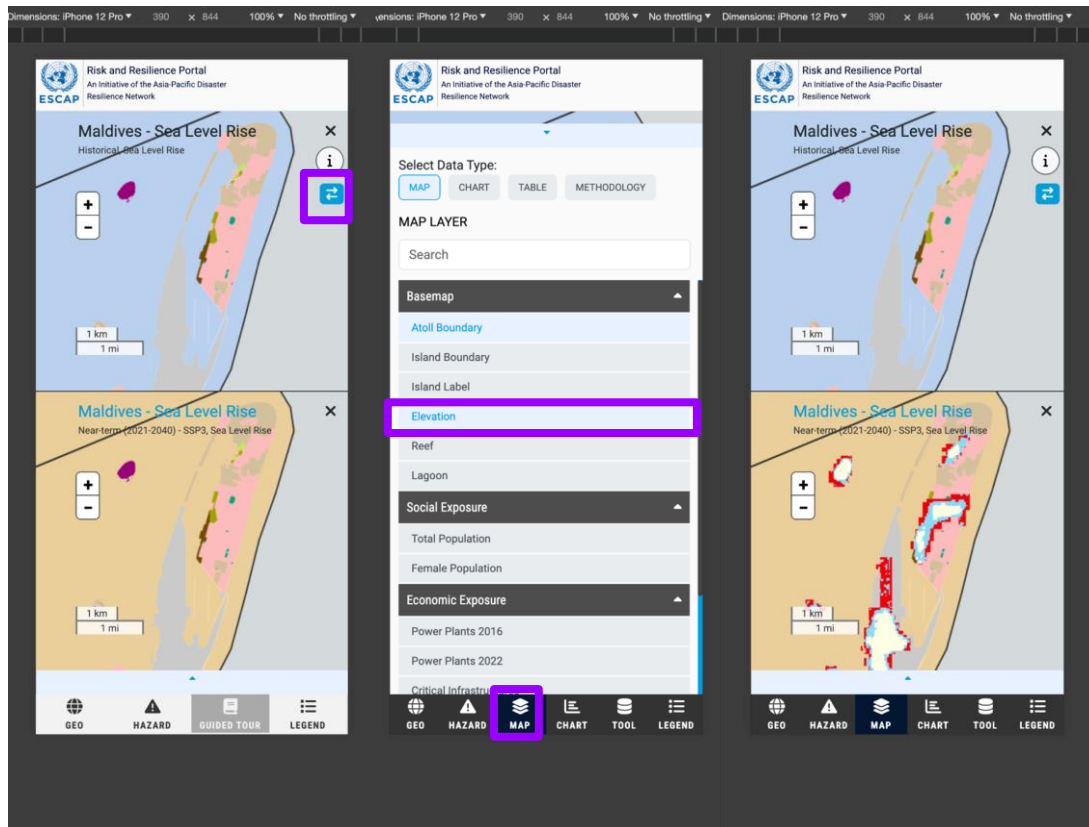 Dimensions: iPhone 12 Pro ▼ 390 × 844 100% ▼ No throttling ▼
ensions: iPhone 12 Pro ▼ 390 × 844 100% ▼ No throttling ▼
Dimensions: iPhone 12 Pro ▼ 390 × 844 100% ▼ No throttling ▼
ESCAP
Risk and Resilience Portal
An Initiative of the Asia-Pacific Disaster
Resilience Network
Maldives - Sea Level Rise
Historical, Sea Level Rise
×
i
+
−
1 km
1 mi
Maldives - Sea Level Rise
Near-term (2021-2040) - SSP3, Sea Level Rise
×
+
−
1 km
1 mi
GEO
HAZARD
GUIDED TOUR
LEGEND
ESCAP
Risk and Resilience Portal
An Initiative of the Asia-Pacific Disaster
Resilience Network
Select Data Type:
MAP CHART TABLE METHODOLOGY
MAP LAYER
Search
Basemap
Atoll Boundary
Island Boundary
Island Label
Elevation
Reef
Lagoon
Social Exposure
Total Population
Female Population
Economic Exposure
Power Plants 2016
Power Plants 2022
Critical
GEO
HAZARD
MAP
CHART
TOOL
LEGEND
ESCAP
Risk and Resilience Portal
An Initiative of the Asia-Pacific Disaster
Resilience Network
Maldives - Sea Level Rise
Historical, Sea Level Rise
×
i
+
−
1 km
1 mi
Maldives - Sea Level Rise
Near-term (2021-2040) - SSP3, Sea Level Rise
×
+
−
1 km
1 mi
GEO
HAZARD
MAP
CHART
TOOL
LEGEND